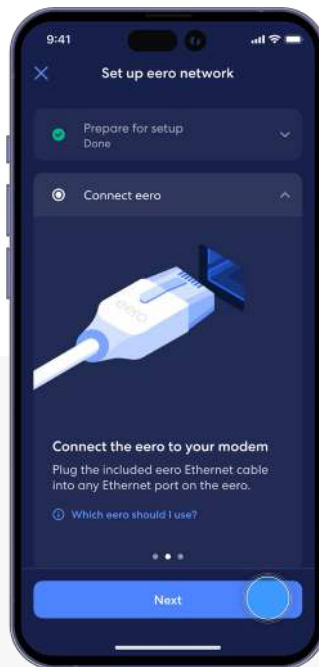 9:41
Set up eero network
Prepare for setup
Done
Connect eero
eero
Connect the eero to your modem
Plug the included eero Ethernet cable
into any Ethernet port on the eero.
Which eero should I use?
Next